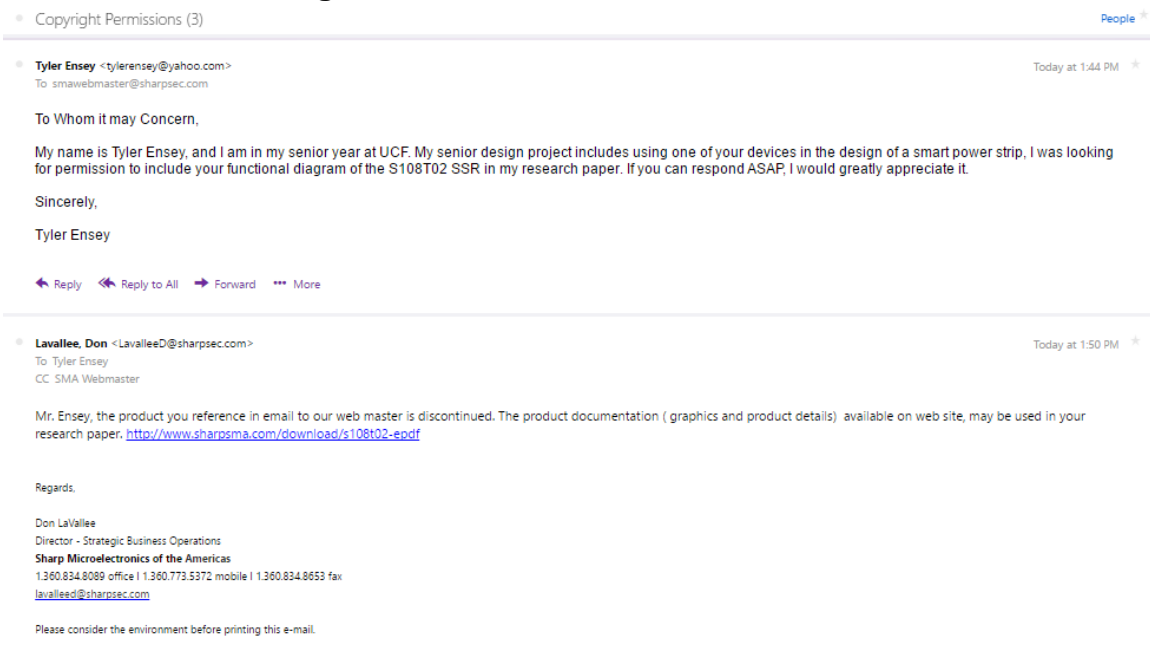 Copyright Permissions (3)
People
Tyler Ensey <tylerensey@yahoo.com>
Today at 1:44 PM
To smawebmaster@sharpsec.com
To Whom it may Concern,
My name is Tyler Ensey, and I am in my senior year at UCF. My senior design project includes using one of your devices in the design of a smart power strip, I was looking
for permission to include your functional diagram of the S108T02 SSR in my research paper. If you can respond ASAP, I would greatly appreciate it.
Sincerely,
Tyler Ensey
Reply Reply to All Forward ••• More
Lavallee, Don <LavalleeD@sharpsec.com>
Today at 1:50 PM
To Tyler Ensey
CC SMA Webmaster
Mr. Ensey, the product you reference in email to our web master is discontinued. The product documentation ( graphics and product details) available on web site, may be used in your
research paper. http://www.sharpsma.com/download/s108t02-epdf
Regards,
Don LaVallee
Director - Strategic Business Operations
Sharp Microelectronics of the Americas
1.360.834.8089 office l 1.360.773.5372 mobile l 1.360.834.8653 fax
lavalleed@sharpsec.com
Please consider the environment before printing this e-mail.